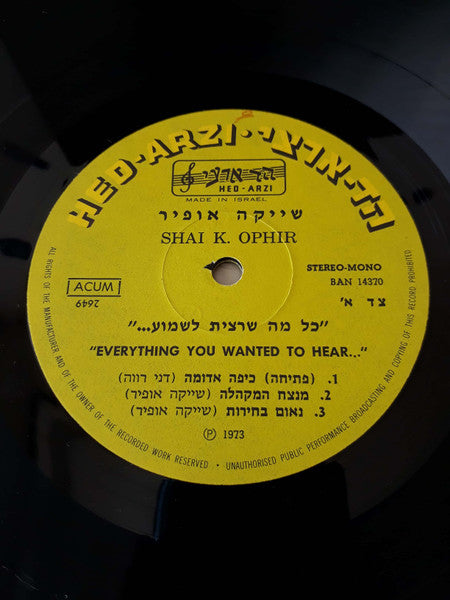 HED-ARZI · הד-ארצי
הד ארצי
HED-ARZI
MADE IN ISRAEL
שייקה אופיר
SHAI K. OPHIR
STEREO-MONO
BAN 14370
ACUM
2649
צד א׳
"כל מה שרצית לשמוע..."
"EVERYTHING YOU WANTED TO HEAR..."
1. (פתיחה) כיפה אדומה (דני רווה)
2. מנצח המקהלה (שייקה אופיר)
3. נאום בחירות (שייקה אופיר)
Ⓟ 1973
ALL RIGHTS OF THE MANUFACTURER AND OF THE OWNER OF THE RECORDED WORK RESERVED · UNAUTHORISED PUBLIC PERFORMANCE BROADCASTING AND COPYING OF THIS RECORD PROHIBITED